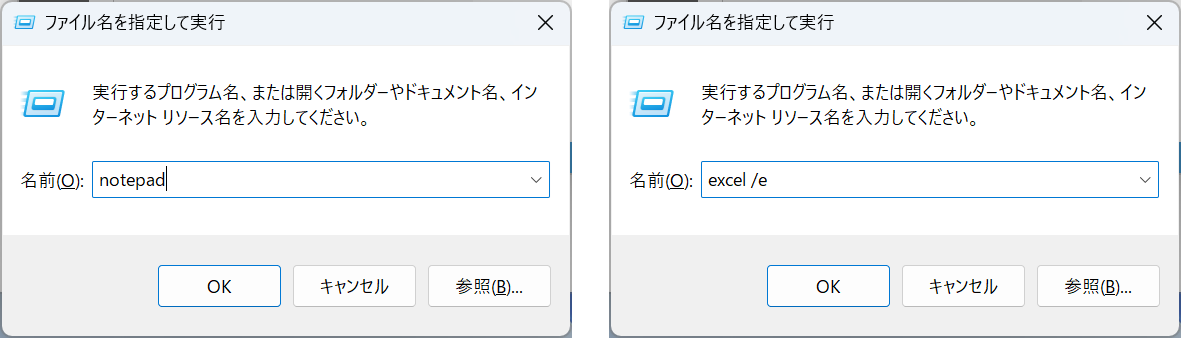 ファイル名を指定して実行
実行するプログラム名、または開くフォルダーやドキュメント名、イン
ターネット リソース名を入力してください。
名前(O): notepad
OK キャンセル 参照(B)...
ファイル名を指定して実行
実行するプログラム名、または開くフォルダーやドキュメント名、イン
ターネット リソース名を入力してください。
名前(O): excel /e
OK キャンセル 参照(B)...